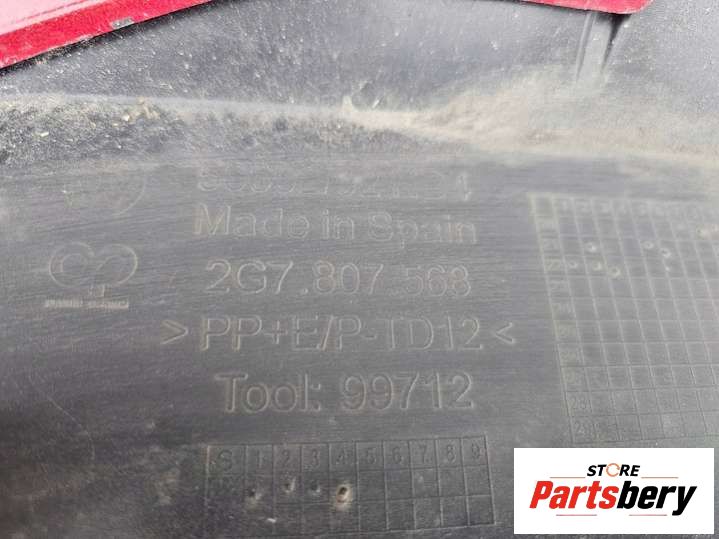 Made in Spain
2G7.807.568
>PP+E/P-TD12<
Tool: 99712
S 1 2 3 4 5 6 7 8 9
STORE
Partsbery